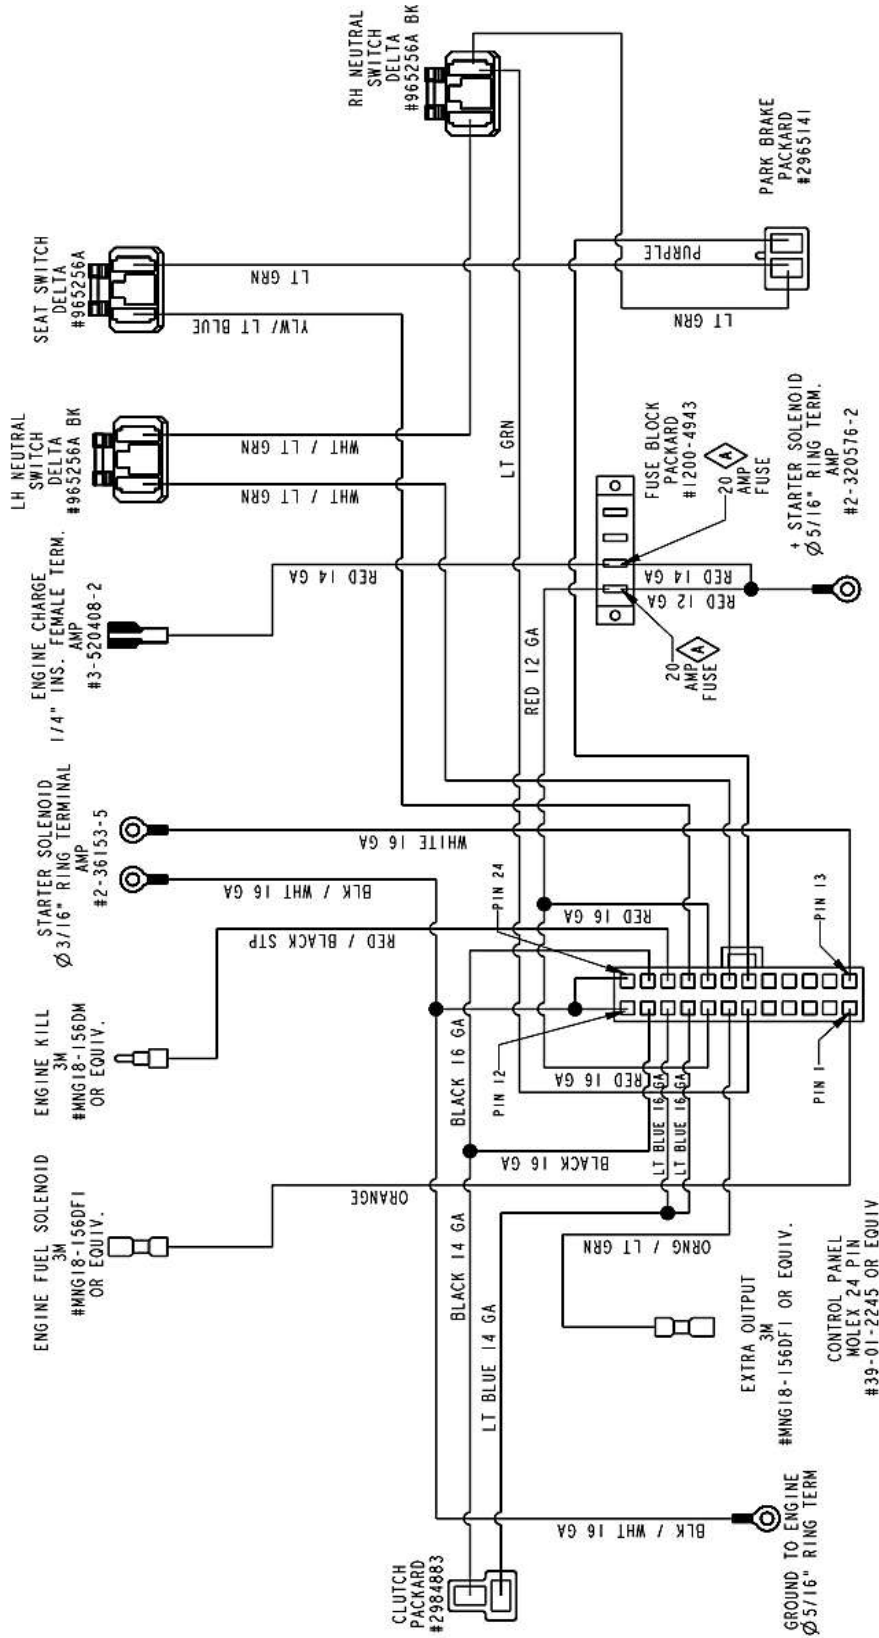 RH NEUTRAL
SWITCH
DELTA
#965256A BK
SEAT SWITCH
DELTA
#965256A
LH NEUTRAL
SWITCH
DELTA
#965256A BK
ENGINE CHARGE
1/4" INS. FEMALE TERM.
AMP
#3-520408-2
STARTER SOLENOID
Ø3/16" RING TERMINAL
AMP
#2-36153-5
ENGINE KILL
3M
#MNG18-156DM
OR EQUIV.
ENGINE FUEL SOLENOID
3M
#MNG18-156DFI
OR EQUIV.
CLUTCH
PACKARD
#2984883
PARK BRAKE
PACKARD
#2965141
FUSE BLOCK
PACKARD
#1200-4943
20
AMP
FUSE
A
20
AMP
FUSE
A
+ STARTER SOLENOID
Ø5/16" RING TERM.
AMP
#2-320576-2
CONTROL PANEL
MOLEX 24 PIN
#39-01-2245 OR EQUIV
EXTRA OUTPUT
3M
#MNG18-156DFI OR EQUIV.
GROUND TO ENGINE
Ø5/16" RING TERM
LT GRN
YLW/ LT BLUE
WHT / LT GRN
WHT / LT GRN
LT GRN
PURPLE
LT GRN
RED 14 GA
RED 14 GA
RED 12 GA
RED 12 GA
WHITE 16 GA
BLK / WHT 16 GA
RED / BLACK STP
ORANGE
RED 16 GA
RED 16 GA
BLACK 16 GA
BLACK 16 GA
BLACK 14 GA
LT BLUE 14 GA
LT BLUE 16 GA
LT BLUE 16 GA
ORNG / LT GRN
BLK / WHT 16 GA
PIN 24
PIN 12
PIN 13
PIN 1